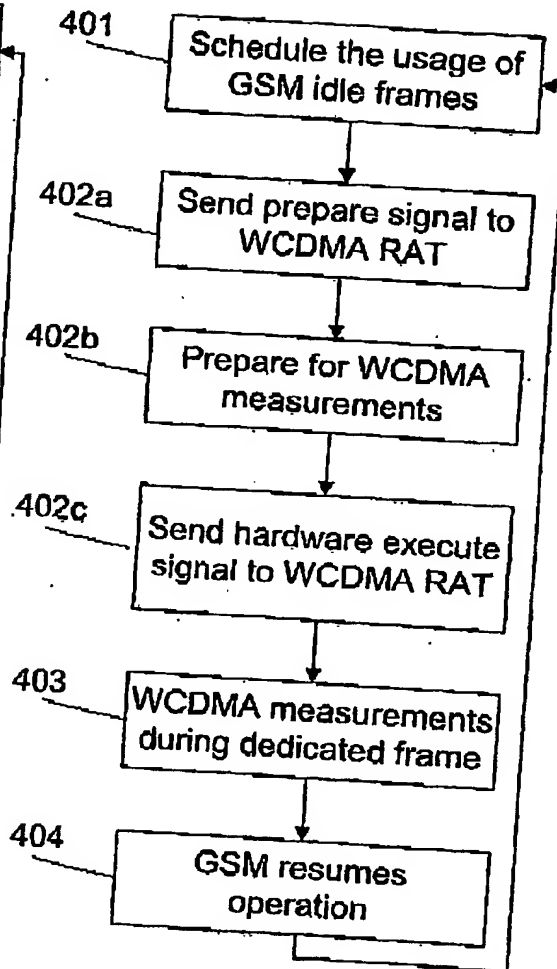 401
Schedule the usage of
GSM idle frames
402a
Send prepare signal to
WCDMA RAT
402b
Prepare for WCDMA
measurements
402c
Send hardware execute
signal to WCDMA RAT
403
WCDMA measurements
during dedicated frame
404
GSM resumes
operation